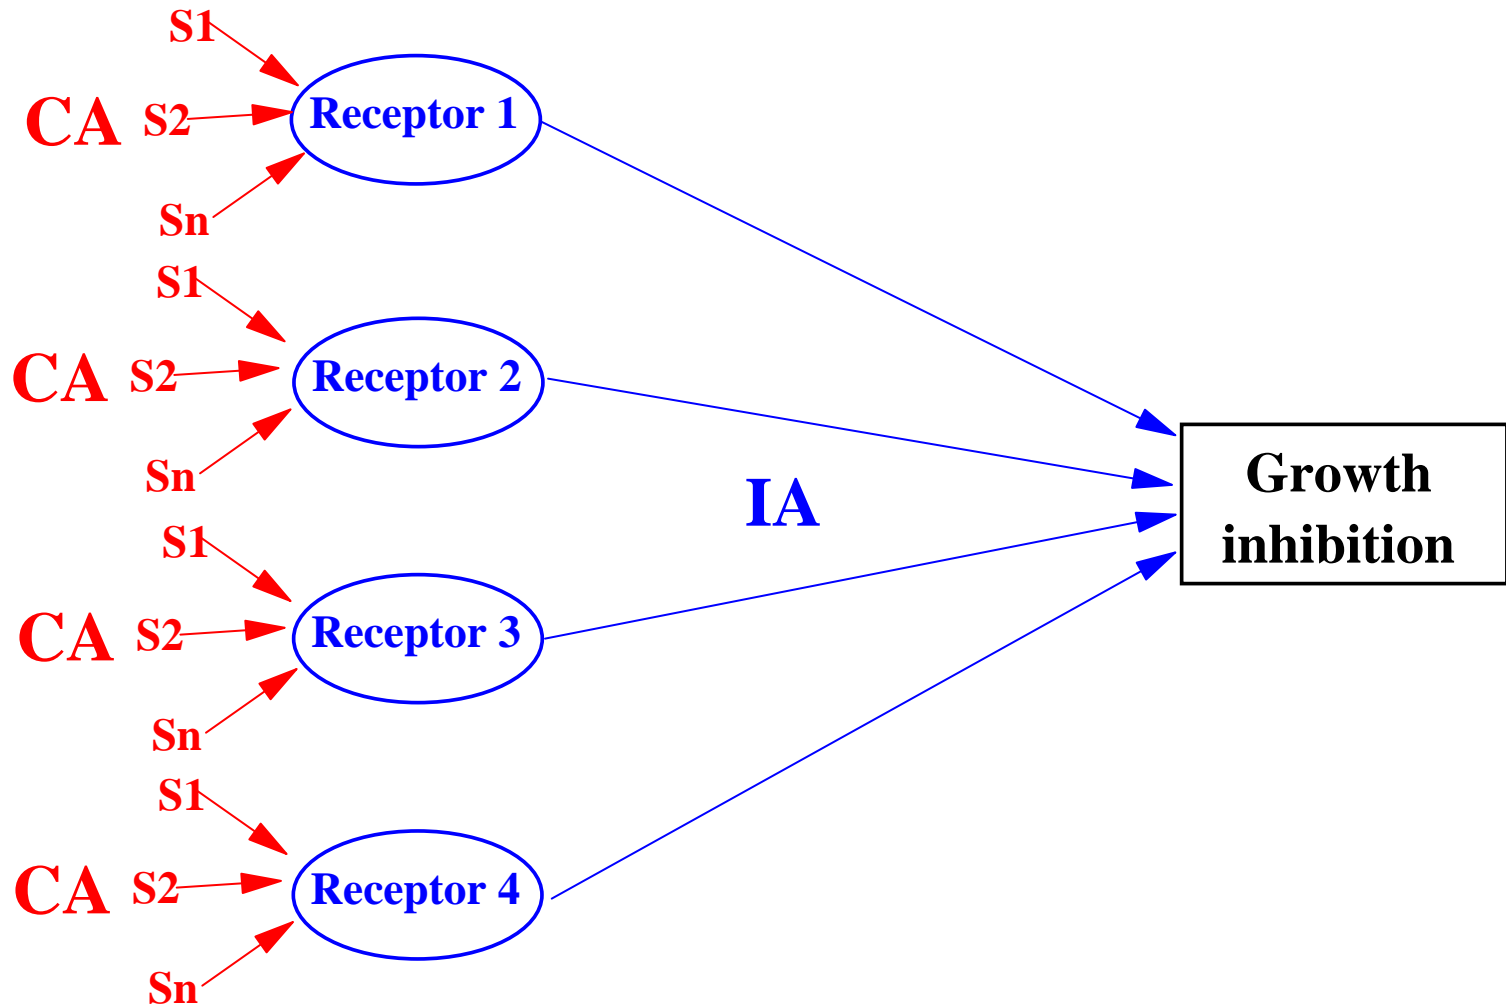 S1
CA S2 Receptor 1
Sn
S1
CA S2 Receptor 2
Sn
IA
Growth
inhibition
S1
CA S2 Receptor 3
Sn
S1
CA S2 Receptor 4
Sn